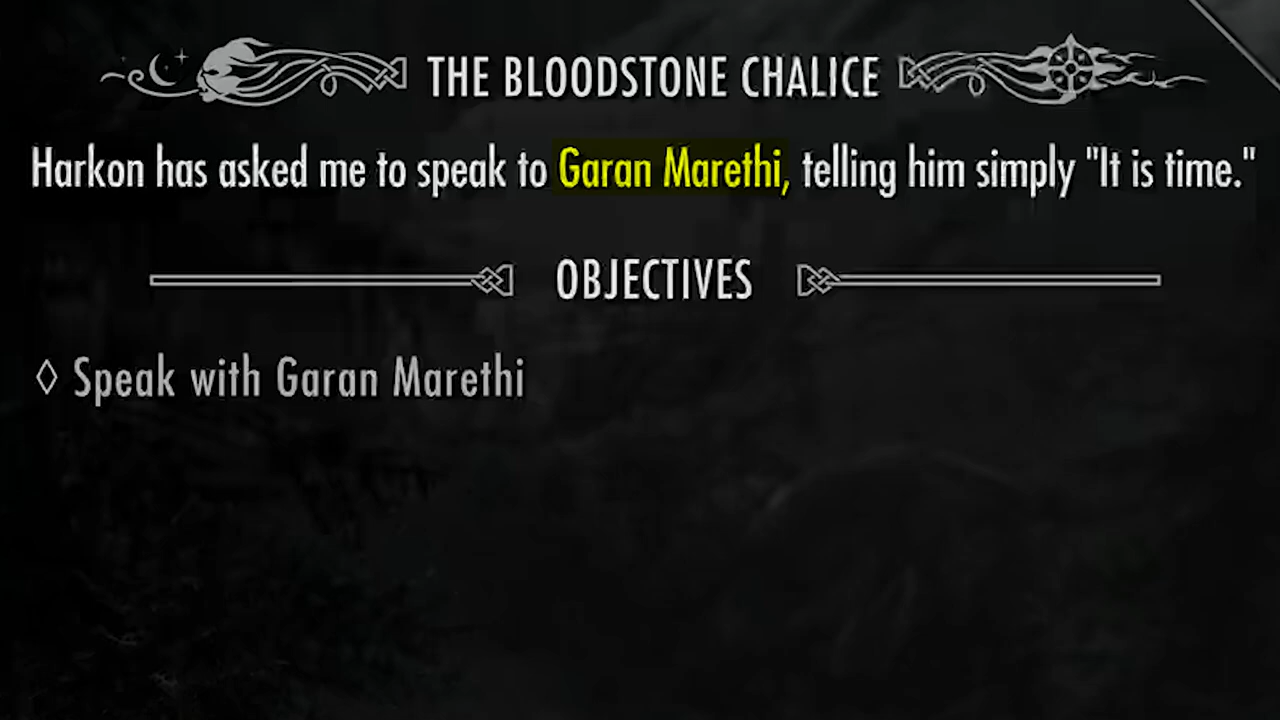 THE BLOODSTONE CHALICE
Harkon has asked me to speak to Garan Marethi, telling him simply "It is time."
OBJECTIVES
◊ Speak with Garan Marethi